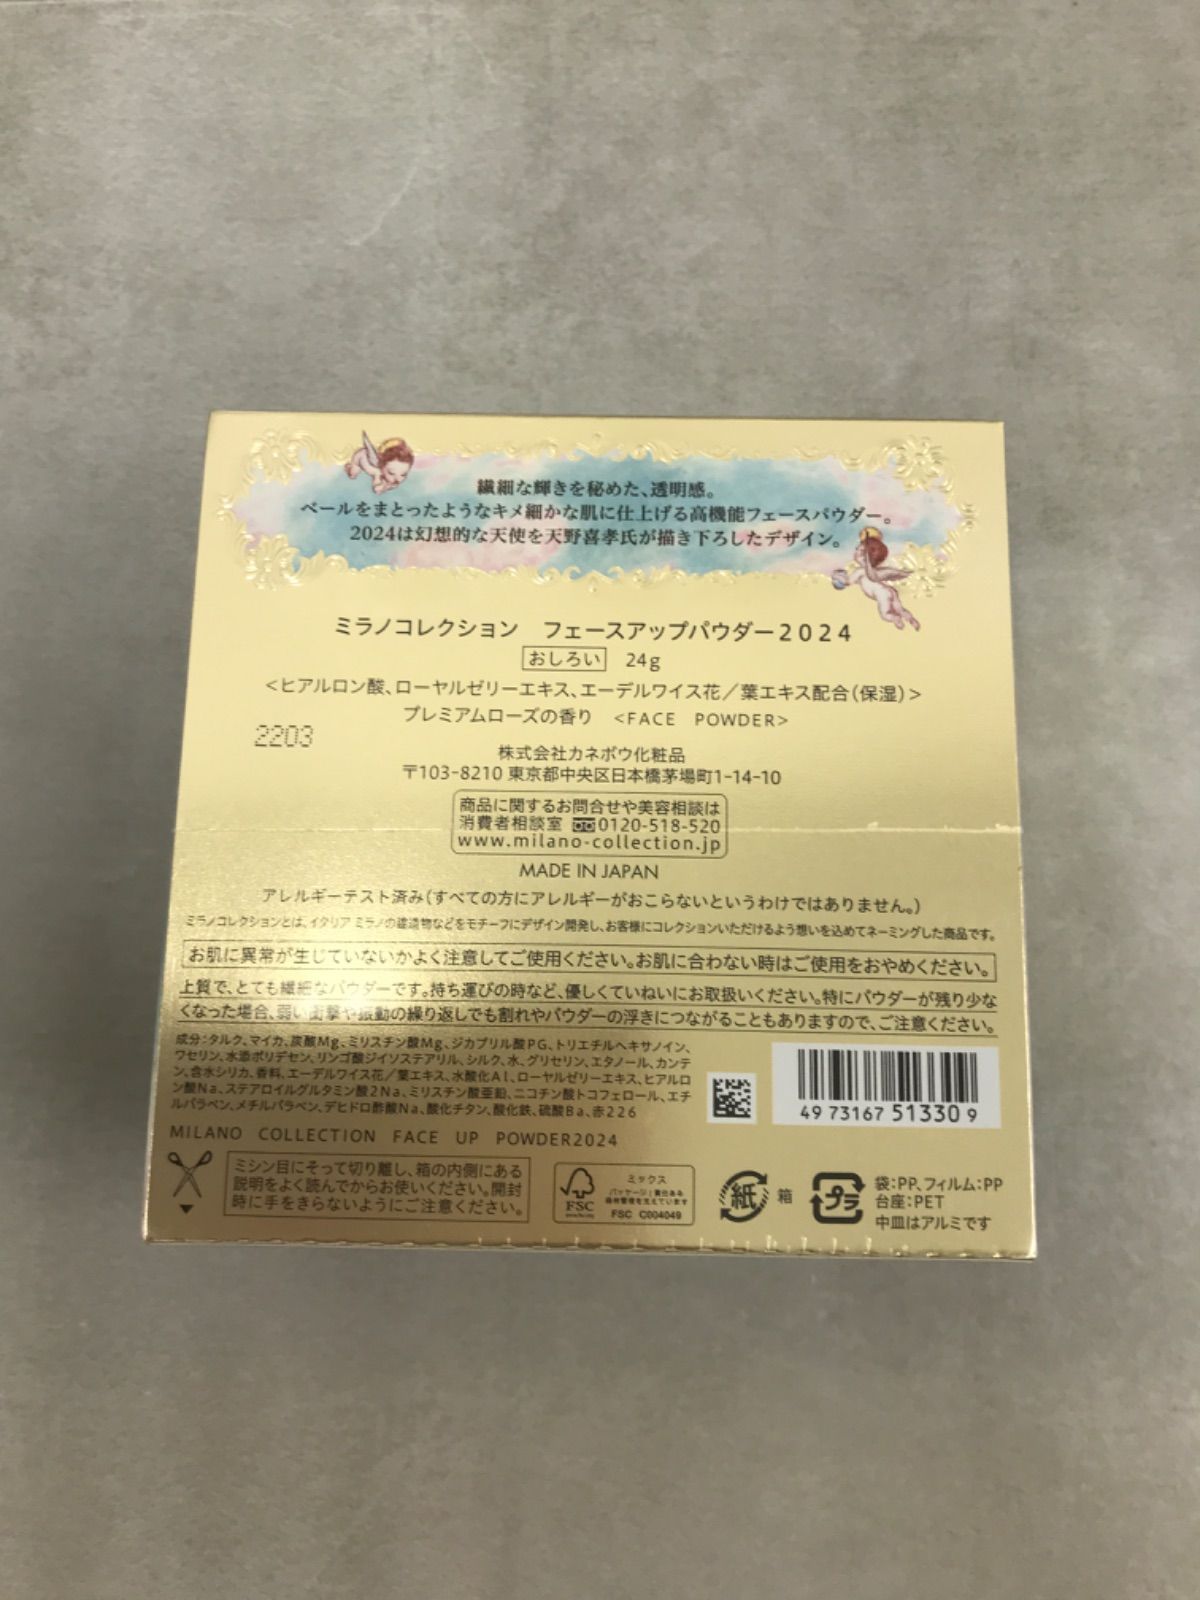 繊細な輝きを秘めた、透明感。
ベールをまとったようなキメ細かな肌に仕上げる高機能フェースパウダー。
2024は幻想的な天使を天野喜孝氏が描き下ろしたデザイン。
ミラノコレクション　フェースアップパウダー2024
おしろい　24g
<ヒアルロン酸、ローヤルゼリーエキス、エーデルワイス花／葉エキス配合(保湿)>
プレミアムローズの香り　<FACE POWDER>
2203
株式会社カネボウ化粧品
〒103-8210 東京都中央区日本橋茅場町1-14-10
商品に関するお問合せや美容相談は
消費者相談室 0120-518-520
www.milano-collection.jp
MADE IN JAPAN
アレルギーテスト済み(すべての方にアレルギーがおこらないというわけではありません。)
ミラノコレクションとは、イタリア ミラノの建造物などをモチーフにデザイン開発し、お客様にコレクションいただけるよう想いを込めてネーミングした商品です。
お肌に異常が生じていないかよく注意してご使用ください。お肌に合わない時はご使用をおやめください。
上質で、とても繊細なパウダーです。持ち運びの時など、優しくていねいにお取扱いください。特にパウダーが残り少な
くなった場合、弱い衝撃や振動の繰り返しでも割れやパウダーの浮きにつながることもありますので、ご注意ください。
成分：タルク、マイカ、炭酸Mg、ミリスチン酸Mg、ジカプリル酸PG、トリエチルヘキサノイン、
ワセリン、水添ポリデセン、リンゴ酸ジイソステアリル、シルク、水、グリセリン、エタノール、カンテ
ン、含水シリカ、香料、エーデルワイス花／葉エキス、水酸化Al、ローヤルゼリーエキス、ヒアルロ
ン酸Na、ステアロイルグルタミン酸2Na、ミリスチン酸亜鉛、ニコチン酸トコフェロール、エチ
ルパラベン、メチルパラベン、デヒドロ酢酸Na、酸化チタン、酸化鉄、硫酸Ba、赤226
4973167513309
MILANO COLLECTION FACE UP POWDER2024
ミシン目にそって切り離し、箱の内側にある
説明をよく読んでからお使いください。開封
時に手をきらないようにご注意ください。
FSC
www.fsc.org
ミックス
パッケージ｜責任ある
森林管理を支えています
FSC C004049
紙 箱
プラ
袋：PP、フィルム：PP
台座：PET
中皿はアルミです